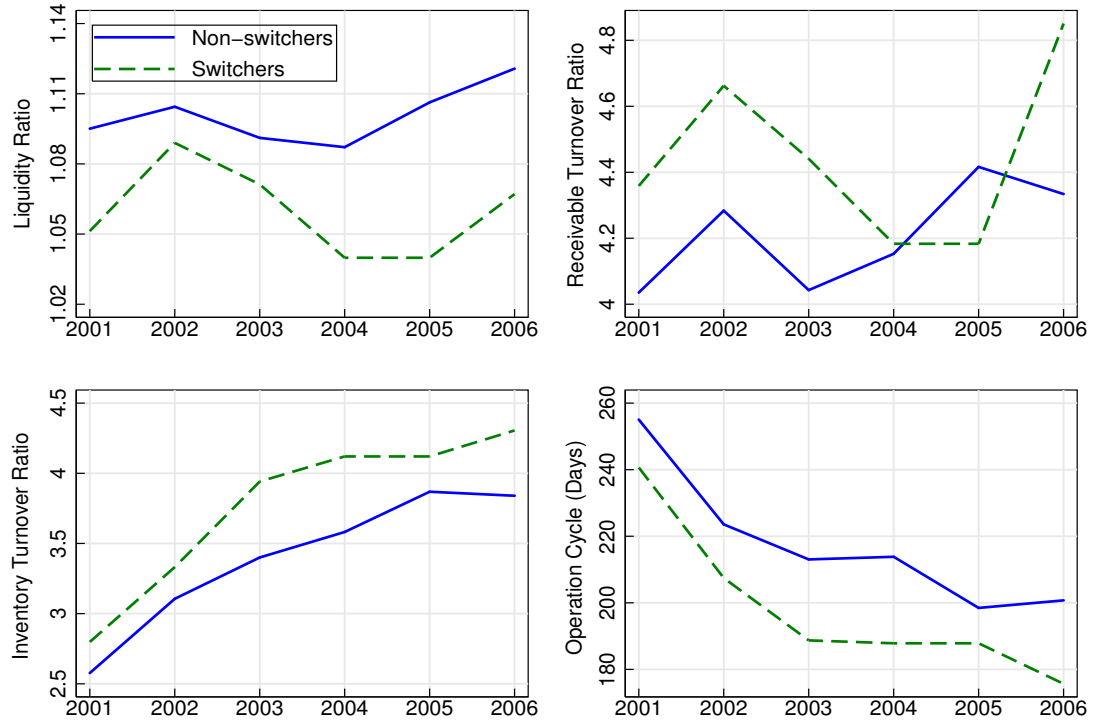 Liquidity Ratio
1.14
1.11
1.08
1.05
1.02
Non−switchers
Switchers
2001 2002 2003 2004 2005 2006
Receivable Turnover Ratio
4.8
4.6
4.4
4.2
4
2001 2002 2003 2004 2005 2006
Inventory Turnover Ratio
4.5
4
3.5
3
2.5
2001 2002 2003 2004 2005 2006
Operation Cycle (Days)
260
240
220
200
180
2001 2002 2003 2004 2005 2006